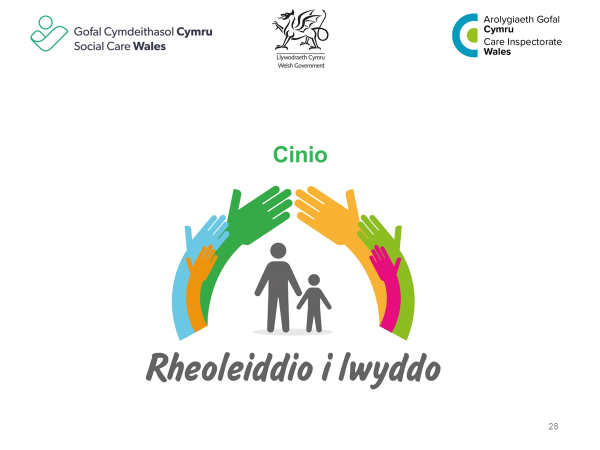 Gofal Cymdeithasol Cymru
Social Care Wales
Llywodraeth Cymru
Welsh Government
Arolygiaeth Gofal
Cymru
Care Inspectorate
Wales
Cinio
Rheoleiddio i lwyddo
28